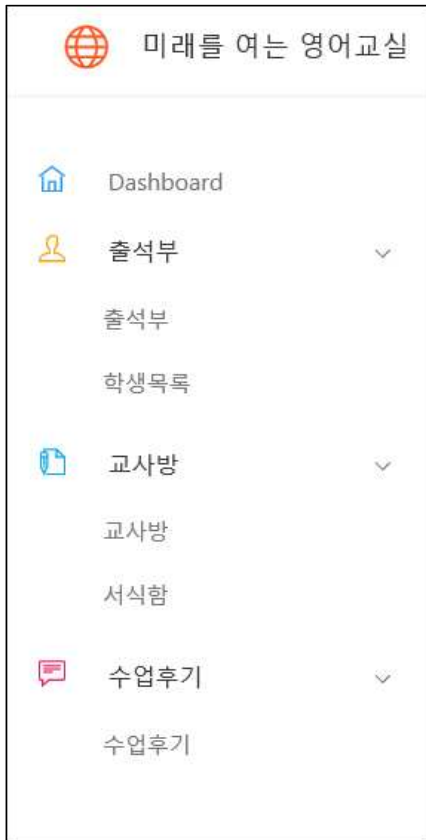 미래를 여는 영어교실
Dashboard
출석부
출석부
학생목록
교사방
교사방
서식함
수업후기
수업후기